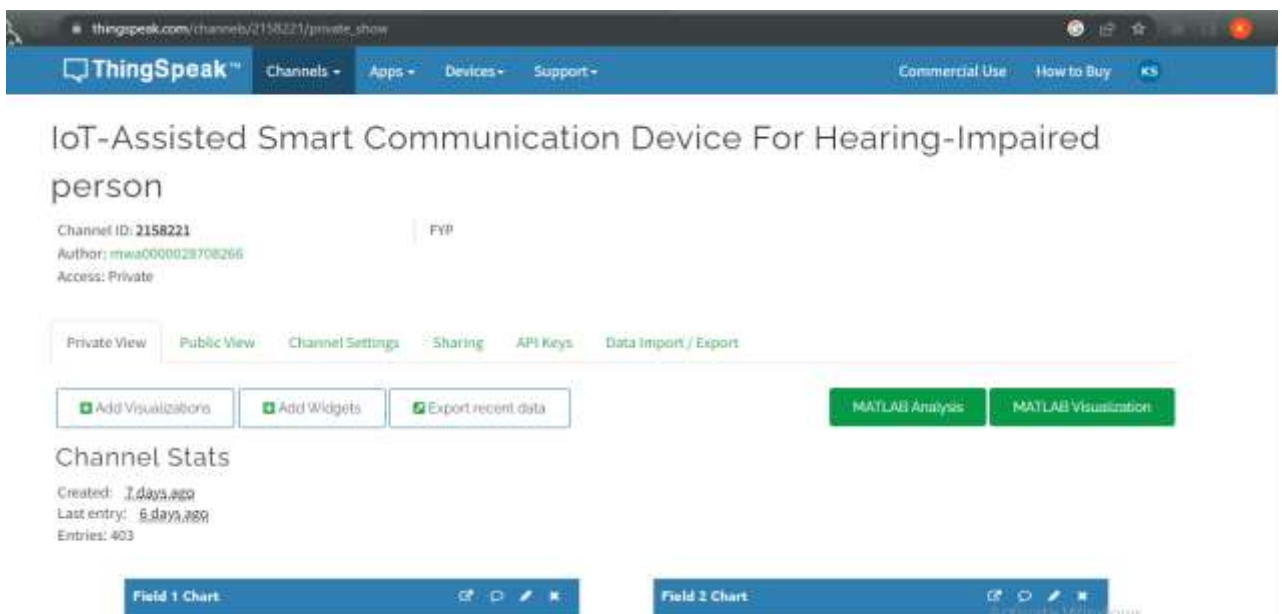 thingspeak.com/channels/2158221/private_show
ThingSpeak™ Channels Apps Devices Support Commercial Use How to Buy KS
IoT-Assisted Smart Communication Device For Hearing-Impaired
person
Channel ID: 2158221 FYP
Author: mwa0000028708266
Access: Private
Private View Public View Channel Settings Sharing API Keys Data Import / Export
Add Visualizations Add Widgets Export recent data MATLAB Analysis MATLAB Visualization
Channel Stats
Created: 7 days ago
Last entry: 6 days ago
Entries: 403
Field 1 Chart Field 2 Chart